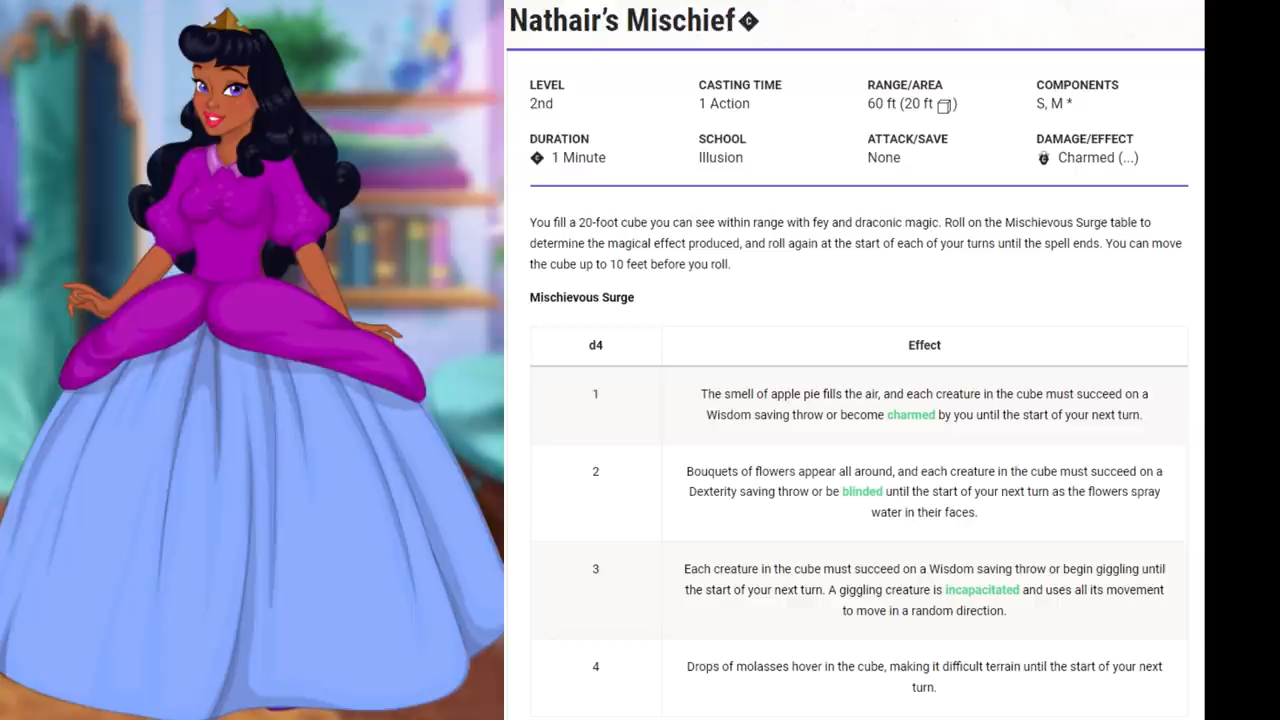 Nathair’s Mischief
LEVEL CASTING TIME RANGE/AREA COMPONENTS
2nd 1 Action 60 ft (20 ft ) S, M *
DURATION SCHOOL ATTACK/SAVE DAMAGE/EFFECT
1 Minute Illusion None Charmed (...)
You fill a 20-foot cube you can see within range with fey and draconic magic. Roll on the Mischievous Surge table to
determine the magical effect produced, and roll again at the start of each of your turns until the spell ends. You can move
the cube up to 10 feet before you roll.
Mischievous Surge
d4 Effect
1 The smell of apple pie fills the air, and each creature in the cube must succeed on a
Wisdom saving throw or become charmed by you until the start of your next turn.
2 Bouquets of flowers appear all around, and each creature in the cube must succeed on a
Dexterity saving throw or be blinded until the start of your next turn as the flowers spray
water in their faces.
3 Each creature in the cube must succeed on a Wisdom saving throw or begin giggling until
the start of your next turn. A giggling creature is incapacitated and uses all its movement
to move in a random direction.
4 Drops of molasses hover in the cube, making it difficult terrain until the start of your next
turn.